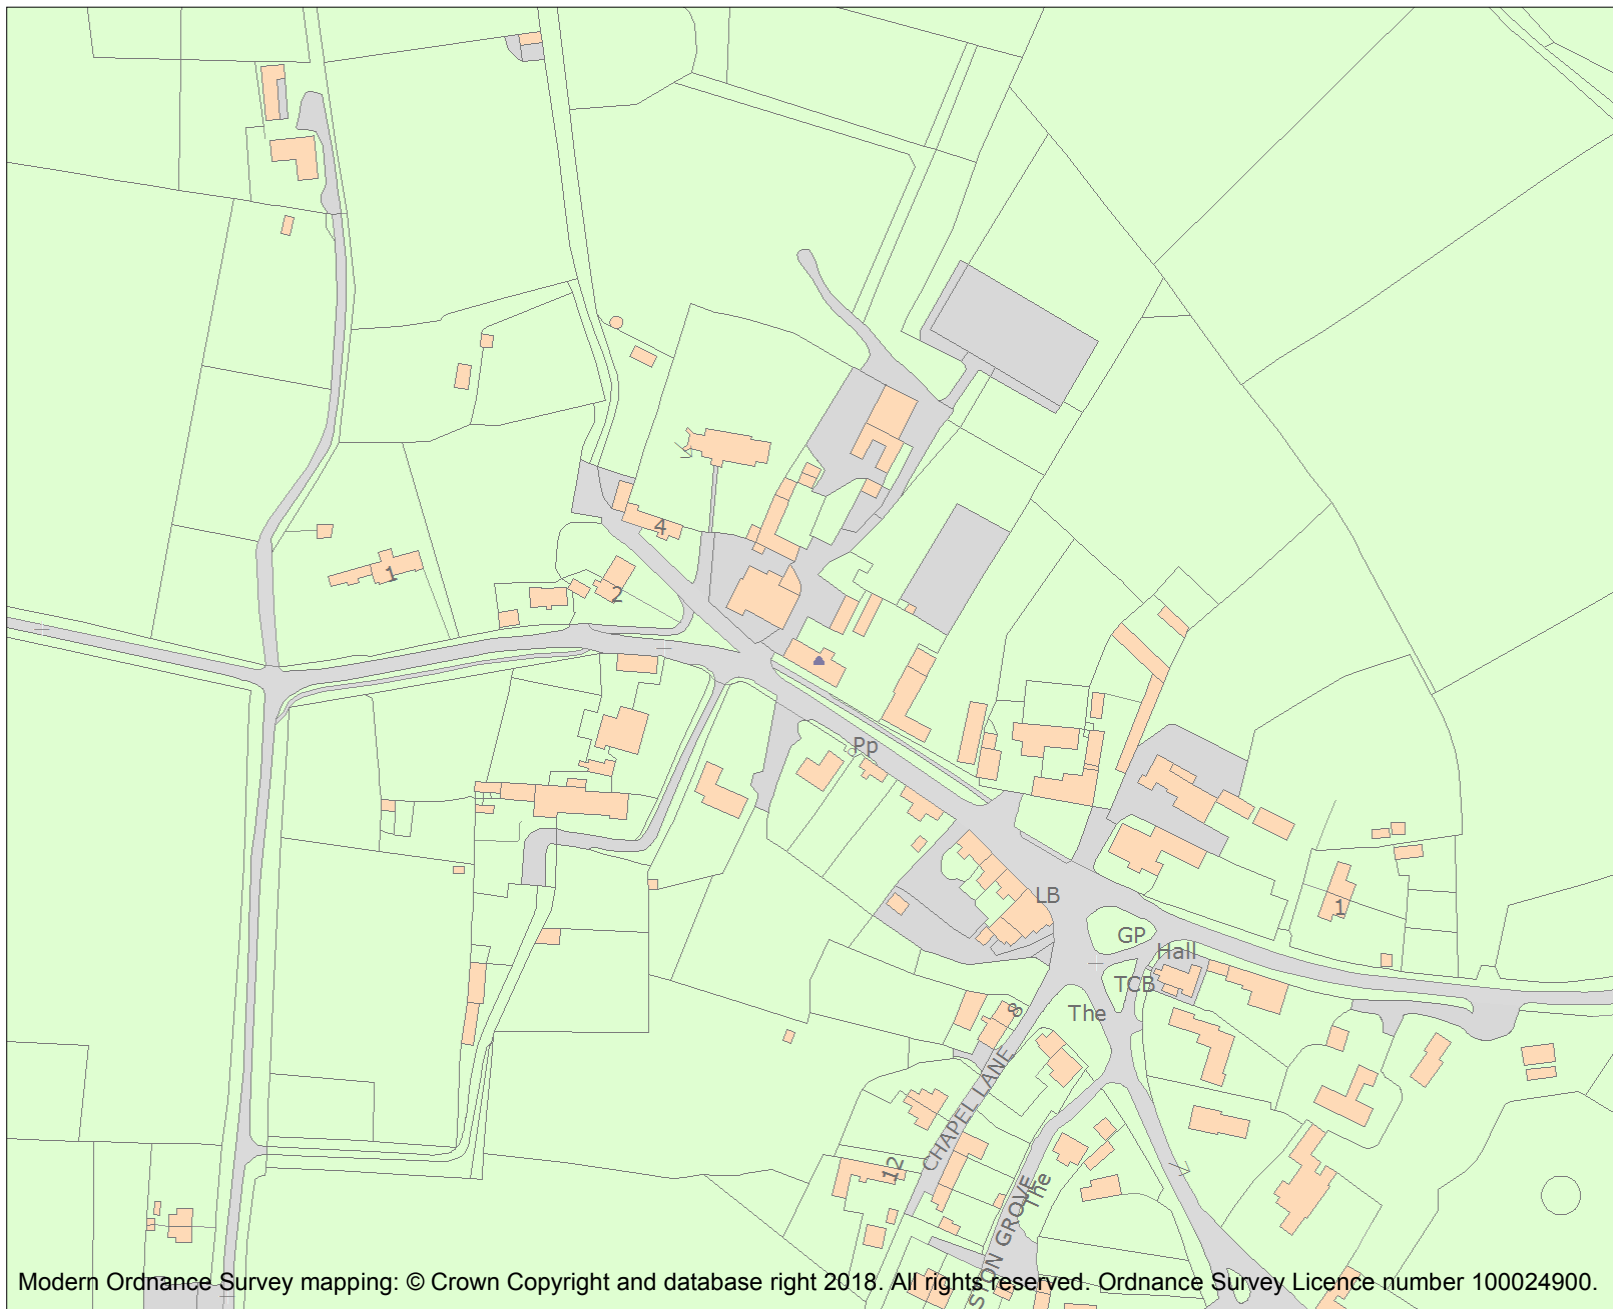 4
1
2
Pp
LB
1
GP
Hall
TCB
The
8
CHAPEL LANE
12
The
STON GROVE
Modern Ordnance Survey mapping: © Crown Copyright and database right 2018. All rights reserved. Ordnance Survey Licence number 100024900.